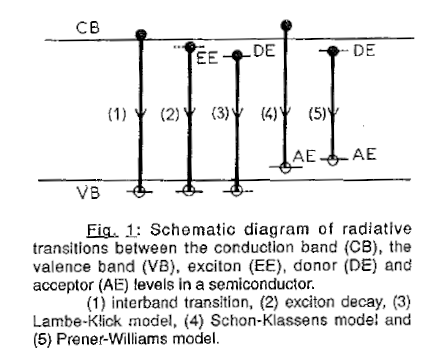 CB
EE
DE
DE
(1)
(2)
(3)
(4)
(5)
AE
AE
VB
Fig. 1: Schematic diagram of radiative
transitions between the conduction band (CB), the
valence band (VB), exciton (EE), donor (DE) and
acceptor (AE) levels in a semiconductor.
(1) interband transition, (2) exciton decay, (3)
Lambe-Klick model, (4) Schon-Klassens model and
(5) Prener-Williams model.